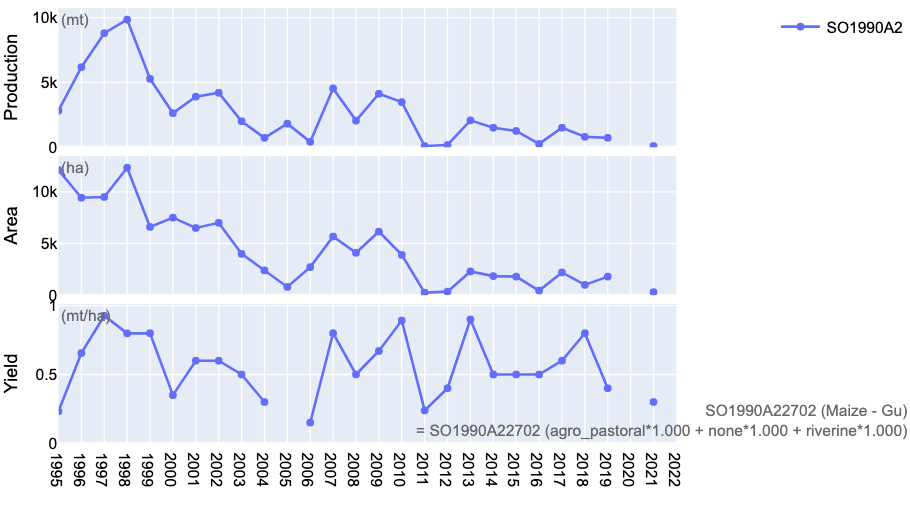 SO1990A2
Production
10k
(mt)
5k
0
Area
(ha)
10k
5k
0
Yield
1
(mt/ha)
0.5
0
SO1990A22702 (Maize - Gu)
= SO1990A22702 (agro_pastoral*1.000 + none*1.000 + riverine*1.000)
1995 1996 1997 1998 1999 2000 2001 2002 2003 2004 2005 2006 2007 2008 2009 2010 2011 2012 2013 2014 2015 2016 2017 2018 2019 2020 2021 2022